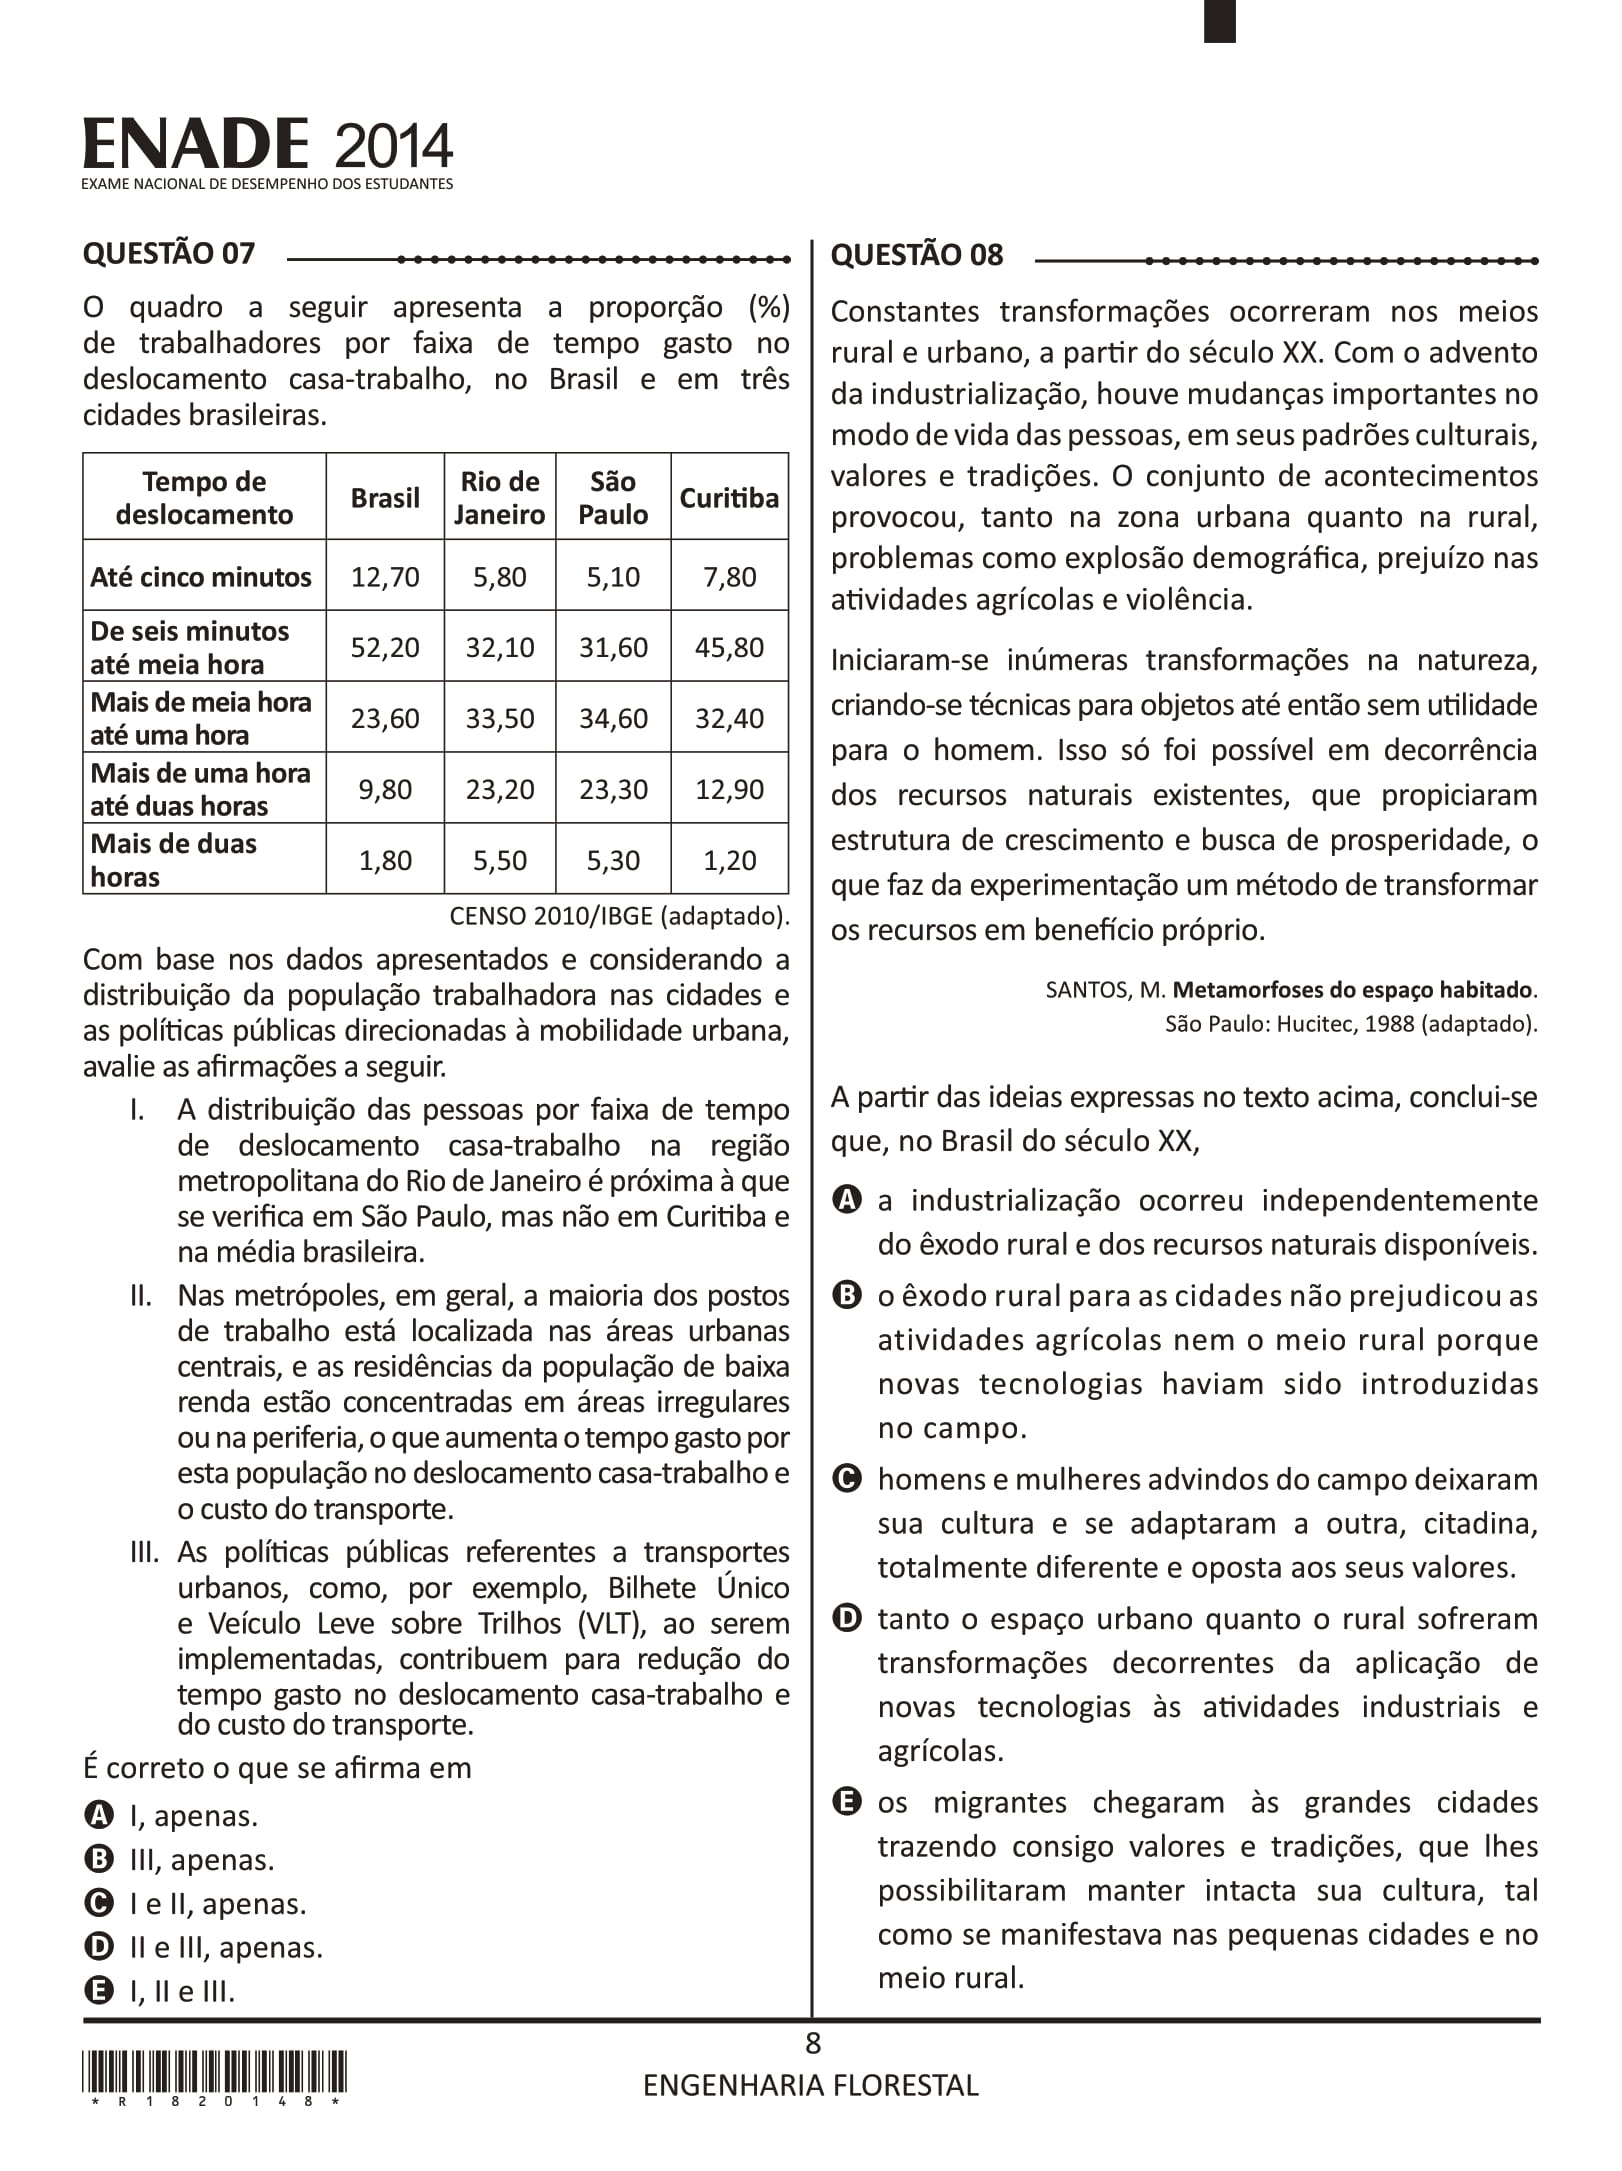 ENADE 2014
EXAME NACIONAL DE DESEMPENHO DOS ESTUDANTES
QUESTÃO 07
O quadro a seguir apresenta a proporção (%)
de trabalhadores por faixa de tempo gasto no
deslocamento casa-trabalho, no Brasil e em três
cidades brasileiras.
Tempo de deslocamento Brasil Rio de Janeiro São Paulo Curitiba
Até cinco minutos 12,70 5,80 5,10 7,80
De seis minutos até meia hora 52,20 32,10 31,60 45,80
Mais de meia hora até uma hora 23,60 33,50 34,60 32,40
Mais de uma hora até duas horas 9,80 23,20 23,30 12,90
Mais de duas horas 1,80 5,50 5,30 1,20
CENSO 2010/IBGE (adaptado).
Com base nos dados apresentados e considerando a
distribuição da população trabalhadora nas cidades e
as políticas públicas direcionadas à mobilidade urbana,
avalie as afirmações a seguir.
I. A distribuição das pessoas por faixa de tempo
de deslocamento casa-trabalho na região
metropolitana do Rio de Janeiro é próxima à que
se verifica em São Paulo, mas não em Curitiba e
na média brasileira.
II. Nas metrópoles, em geral, a maioria dos postos
de trabalho está localizada nas áreas urbanas
centrais, e as residências da população de baixa
renda estão concentradas em áreas irregulares
ou na periferia, o que aumenta o tempo gasto por
esta população no deslocamento casa-trabalho e
o custo do transporte.
III. As políticas públicas referentes a transportes
urbanos, como, por exemplo, Bilhete Único
e Veículo Leve sobre Trilhos (VLT), ao serem
implementadas, contribuem para redução do
tempo gasto no deslocamento casa-trabalho e
do custo do transporte.
É correto o que se afirma em
A I, apenas.
B III, apenas.
C I e II, apenas.
D II e III, apenas.
E I, II e III.
QUESTÃO 08
Constantes transformações ocorreram nos meios
rural e urbano, a partir do século XX. Com o advento
da industrialização, houve mudanças importantes no
modo de vida das pessoas, em seus padrões culturais,
valores e tradições. O conjunto de acontecimentos
provocou, tanto na zona urbana quanto na rural,
problemas como explosão demográfica, prejuízo nas
atividades agrícolas e violência.
Iniciaram-se inúmeras transformações na natureza,
criando-se técnicas para objetos até então sem utilidade
para o homem. Isso só foi possível em decorrência
dos recursos naturais existentes, que propiciaram
estrutura de crescimento e busca de prosperidade, o
que faz da experimentação um método de transformar
os recursos em benefício próprio.
SANTOS, M. Metamorfoses do espaço habitado.
São Paulo: Hucitec, 1988 (adaptado).
A partir das ideias expressas no texto acima, conclui-se
que, no Brasil do século XX,
A a industrialização ocorreu independentemente
do êxodo rural e dos recursos naturais disponíveis.
B o êxodo rural para as cidades não prejudicou as
atividades agrícolas nem o meio rural porque
novas tecnologias haviam sido introduzidas
no campo.
C homens e mulheres advindos do campo deixaram
sua cultura e se adaptaram a outra, citadina,
totalmente diferente e oposta aos seus valores.
D tanto o espaço urbano quanto o rural sofreram
transformações decorrentes da aplicação de
novas tecnologias às atividades industriais e
agrícolas.
E os migrantes chegaram às grandes cidades
trazendo consigo valores e tradições, que lhes
possibilitaram manter intacta sua cultura, tal
como se manifestava nas pequenas cidades e no
meio rural.
8
ENGENHARIA FLORESTAL
*R1820148*